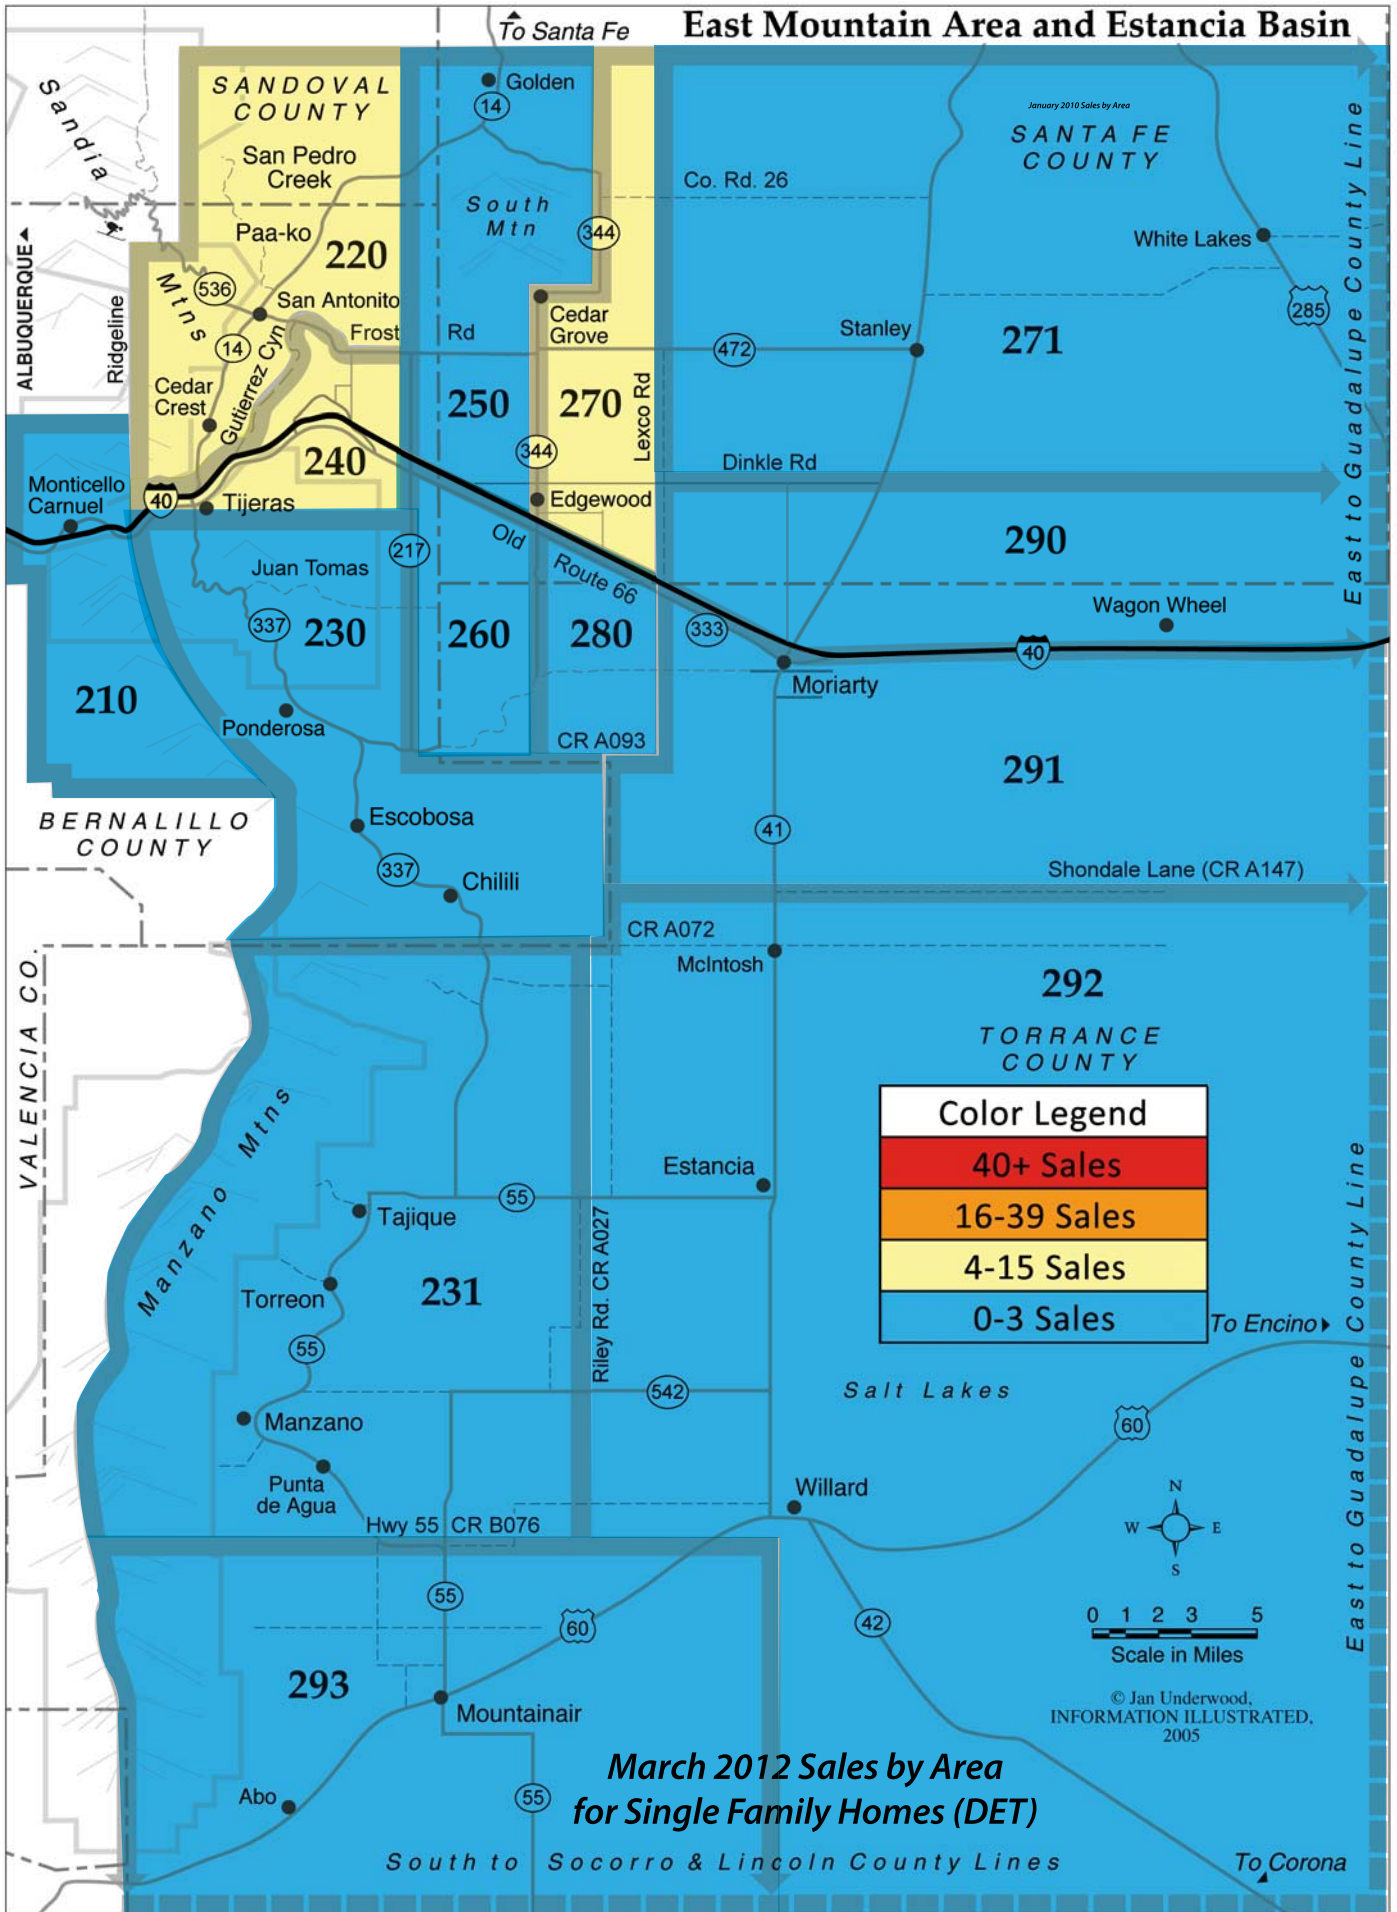 To Santa Fe
East Mountain Area and Estancia Basin
SANDOVAL
COUNTY
Golden
14
January 2010 Sales by Area
SANTA FE
COUNTY
Sandia
Mtns
San Pedro
Creek
Co. Rd. 26
South
Mtn
344
White Lakes
ALBUQUERQUE
Ridgeline
Paa-ko
220
536
San Antonito
Cedar
Grove
285
East to Guadalupe County Line
14
Gutierrez Cyn
Frost
Rd
472
Stanley
271
Cedar
Crest
250
270
Lexco Rd
240
344
Dinkle Rd
Monticello
Carnuel
40
Tijeras
Edgewood
217
Old
Route 66
290
Juan Tomas
337
230
260
280
333
Wagon Wheel
40
210
Ponderosa
Moriarty
CR A093
291
BERNALILLO
COUNTY
Escobosa
41
337
Chilili
Shondale Lane (CR A147)
CR A072
McIntosh
VALENCIA CO.
292
TORRANCE
COUNTY
Manzano Mtns
Color Legend
40+ Sales
16-39 Sales
4-15 Sales
0-3 Sales
Estancia
55
Tajique
Riley Rd. CR A027
East to Guadalupe County Line
231
Torreon
To Encino
55
542
Salt Lakes
60
Manzano
Punta
de Agua
Willard
N
W E
S
Hwy 55 CR B076
55
60
42
0 1 2 3 5
Scale in Miles
293
Mountainair
© Jan Underwood,
INFORMATION ILLUSTRATED,
2005
March 2012 Sales by Area
for Single Family Homes (DET)
Abo
55
South to Socorro & Lincoln County Lines
To Corona